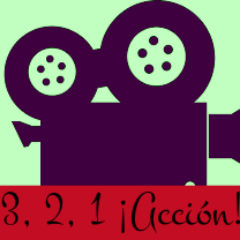 3, 2, 1 ¡Acción!